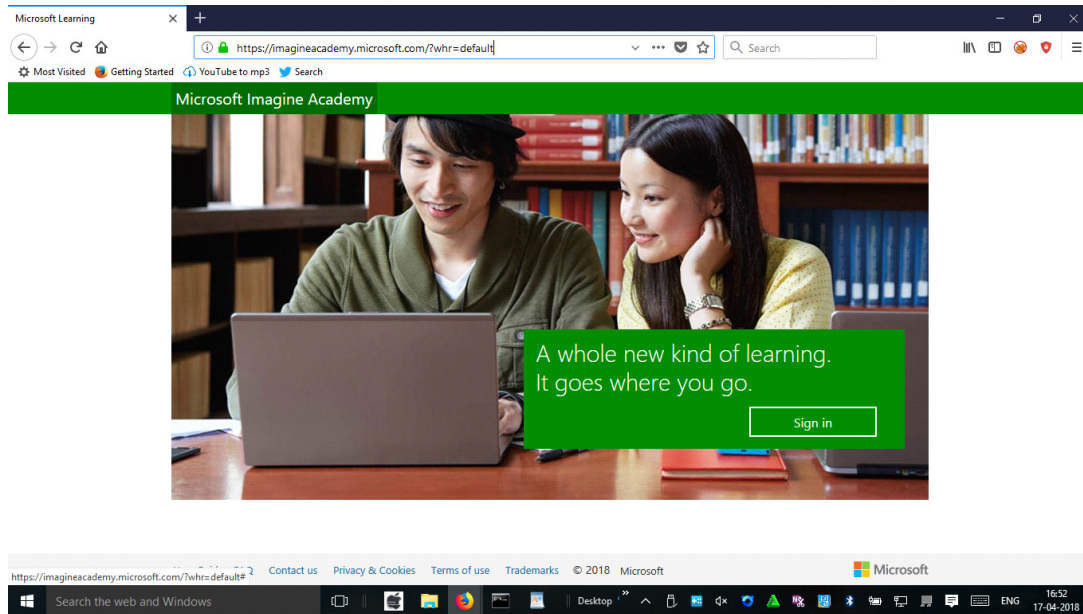 Microsoft Learning
https://imagineacademy.microsoft.com/?whr=default
Search
Most Visited Getting Started YouTube to mp3 Search
Microsoft Imagine Academy
A whole new kind of learning.
It goes where you go.
Sign in
Contact us Privacy & Cookies Terms of use Trademarks © 2018 Microsoft Microsoft
https://imagineacademy.microsoft.com/?whr=default#
Search the web and Windows Desktop ENG 16:52
17-04-2018